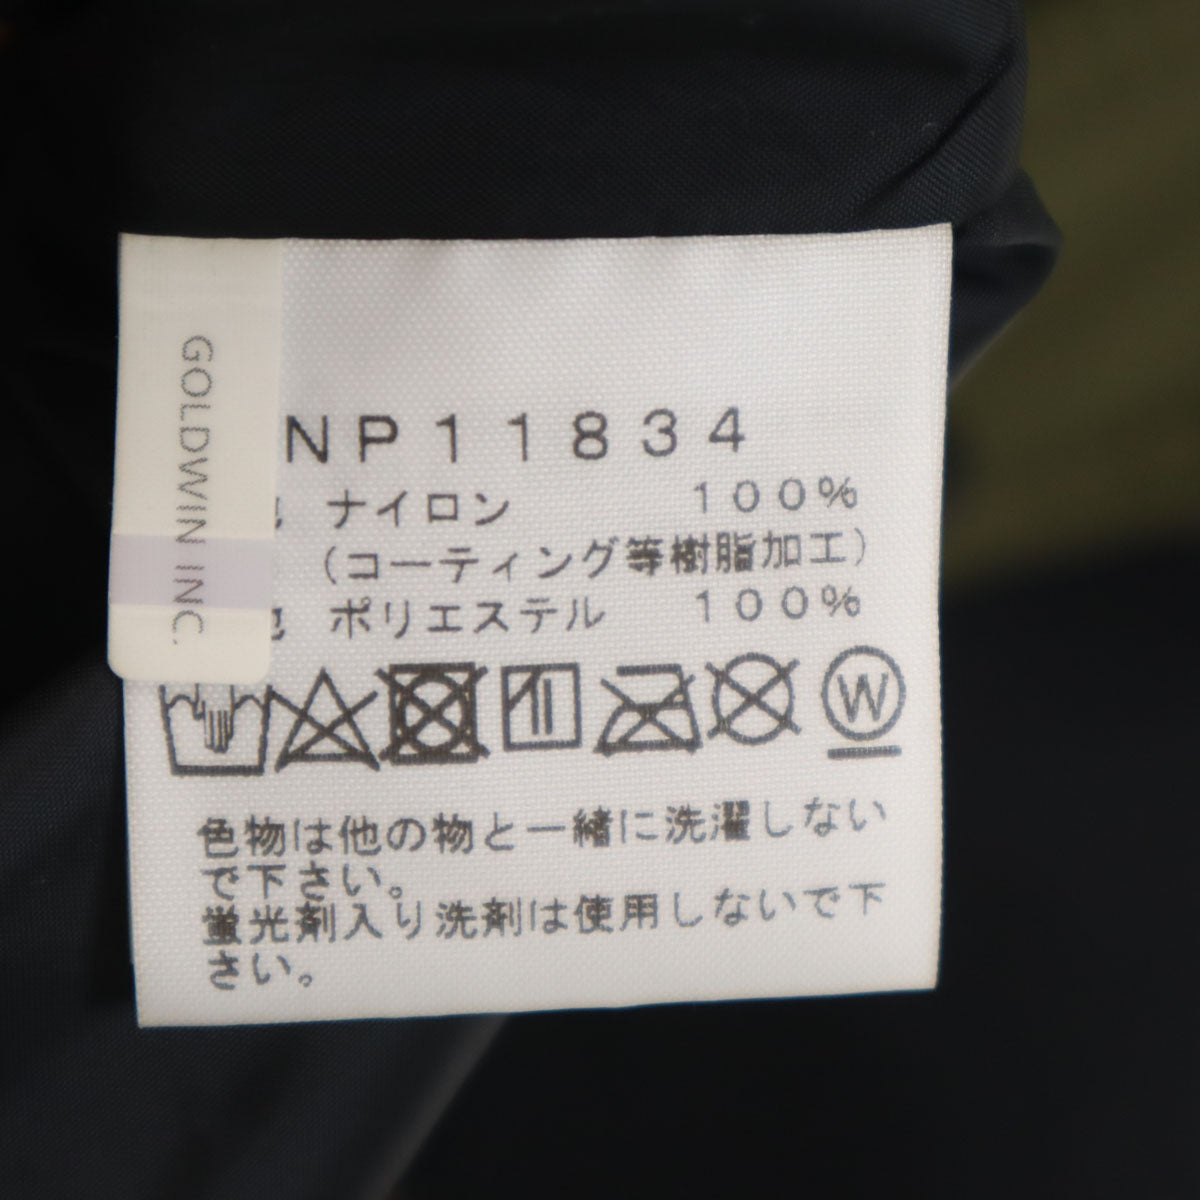 GOLDWIN INC.
NP11834
ナイロン 100%
(コーティング等樹脂加工)
ポリエステル 100%
W
色物は他の物と一緒に洗濯しない
で下さい。
蛍光剤入り洗剤は使用しないで下
さい。